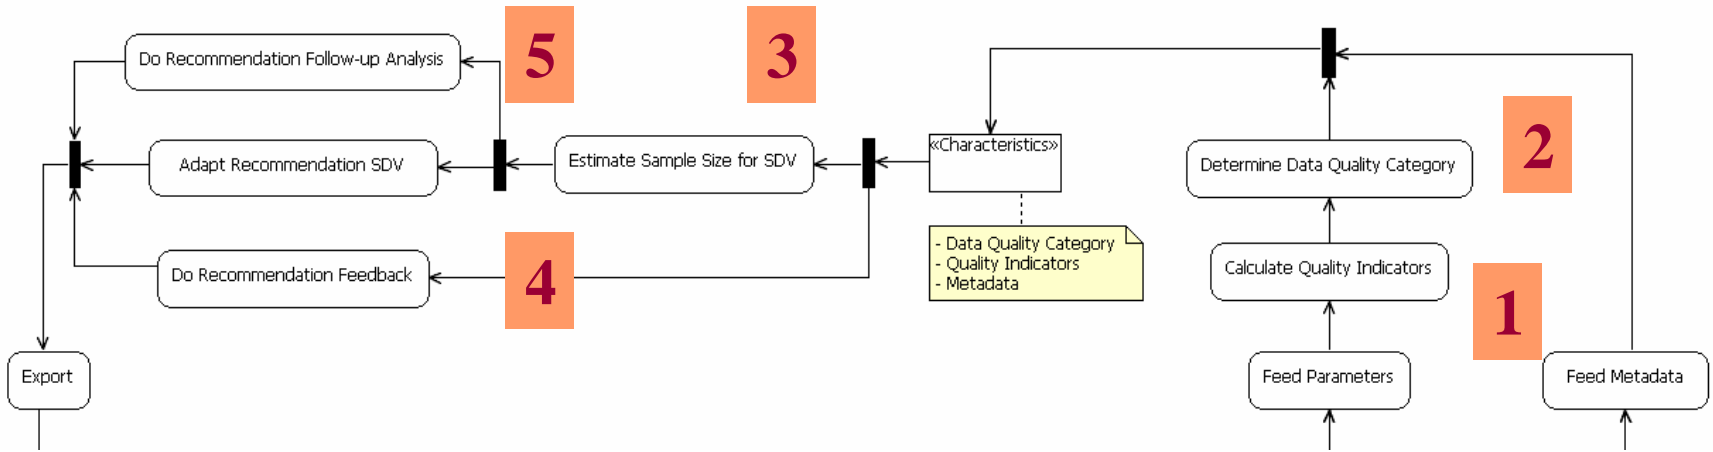 Do Recommendation Follow-up Analysis
5
3
2
Adapt Recommendation SDV
Estimate Sample Size for SDV
«Characteristics»
Determine Data Quality Category
- Data Quality Category
- Quality Indicators
- Metadata
Do Recommendation Feedback
4
Calculate Quality Indicators
1
Export
Feed Parameters
Feed Metadata